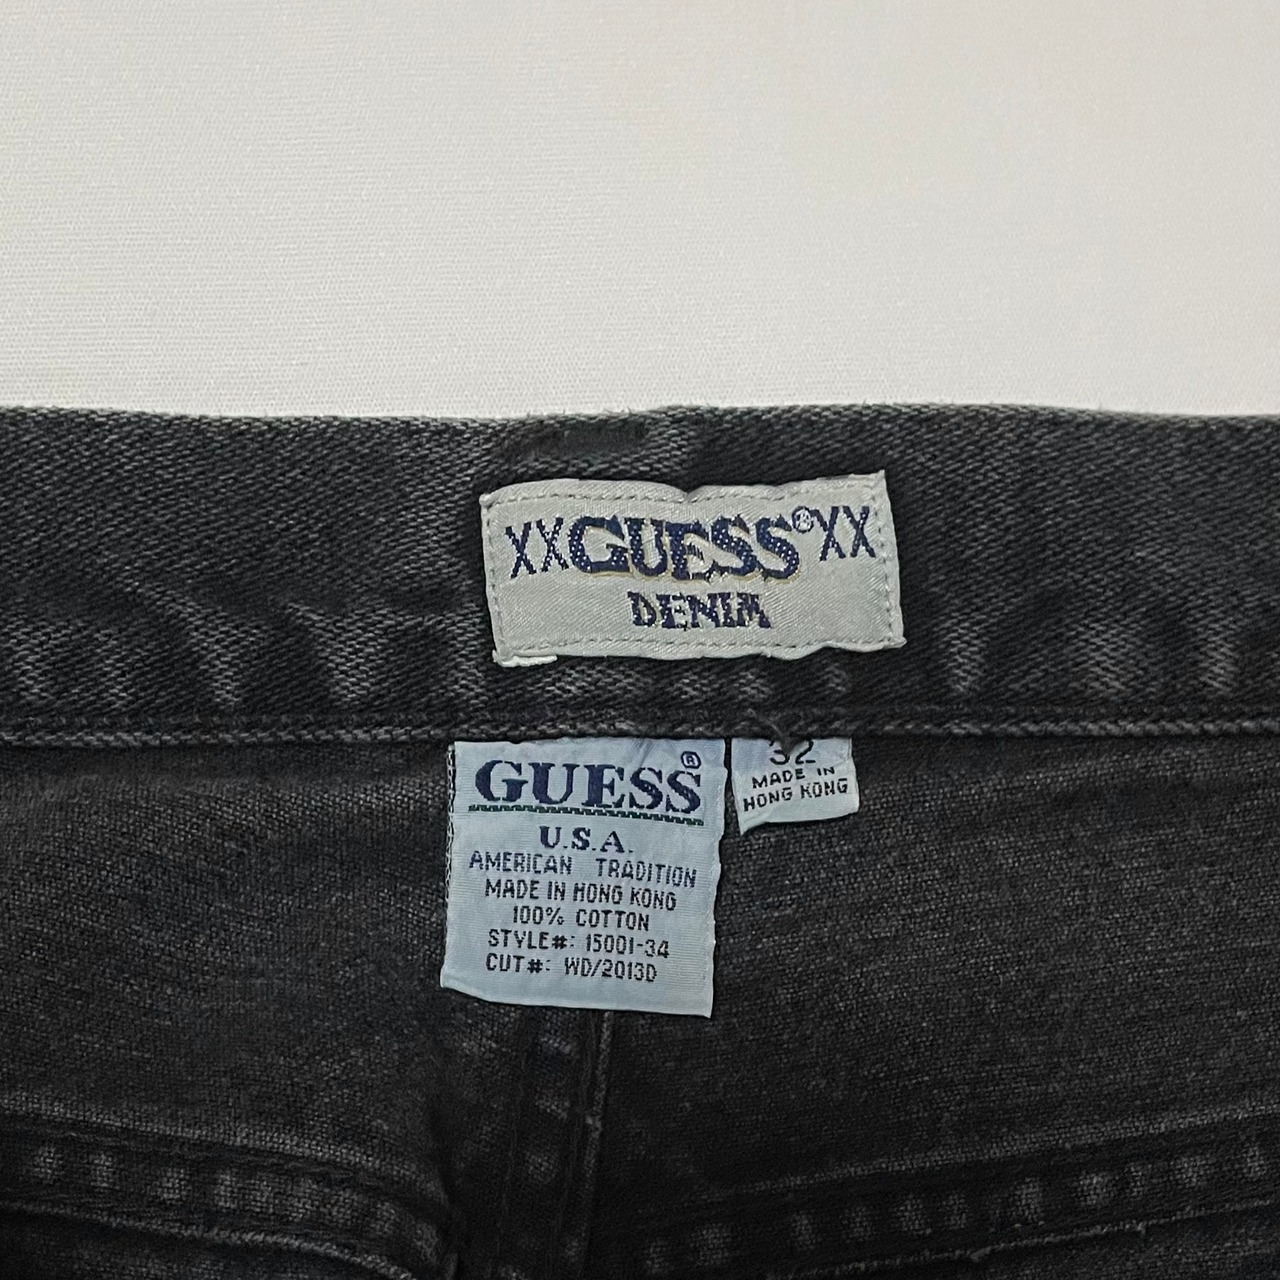 XXGUESS®XX
DENIM
GUESS®
U.S.A.
AMERICAN TRADITION
MADE IN HONG KONG
100% COTTON
STYLE#: 15001-34
CUT#: WD/2013D
32
MADE IN
HONG KONG